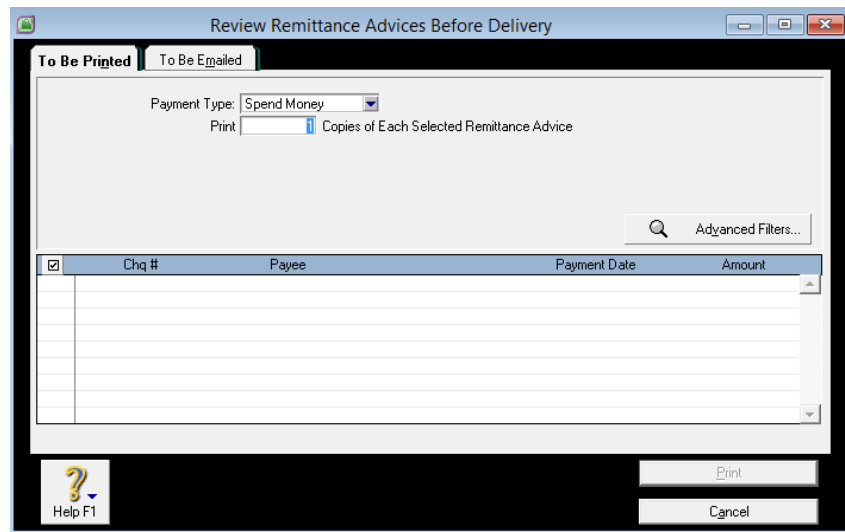 Review Remittance Advices Before Delivery
To Be Printed To Be Emailed
Payment Type: Spend Money
Print 1 Copies of Each Selected Remittance Advice
Advanced Filters...
Chq # Payee Payment Date Amount
Print
Help F1
Cancel